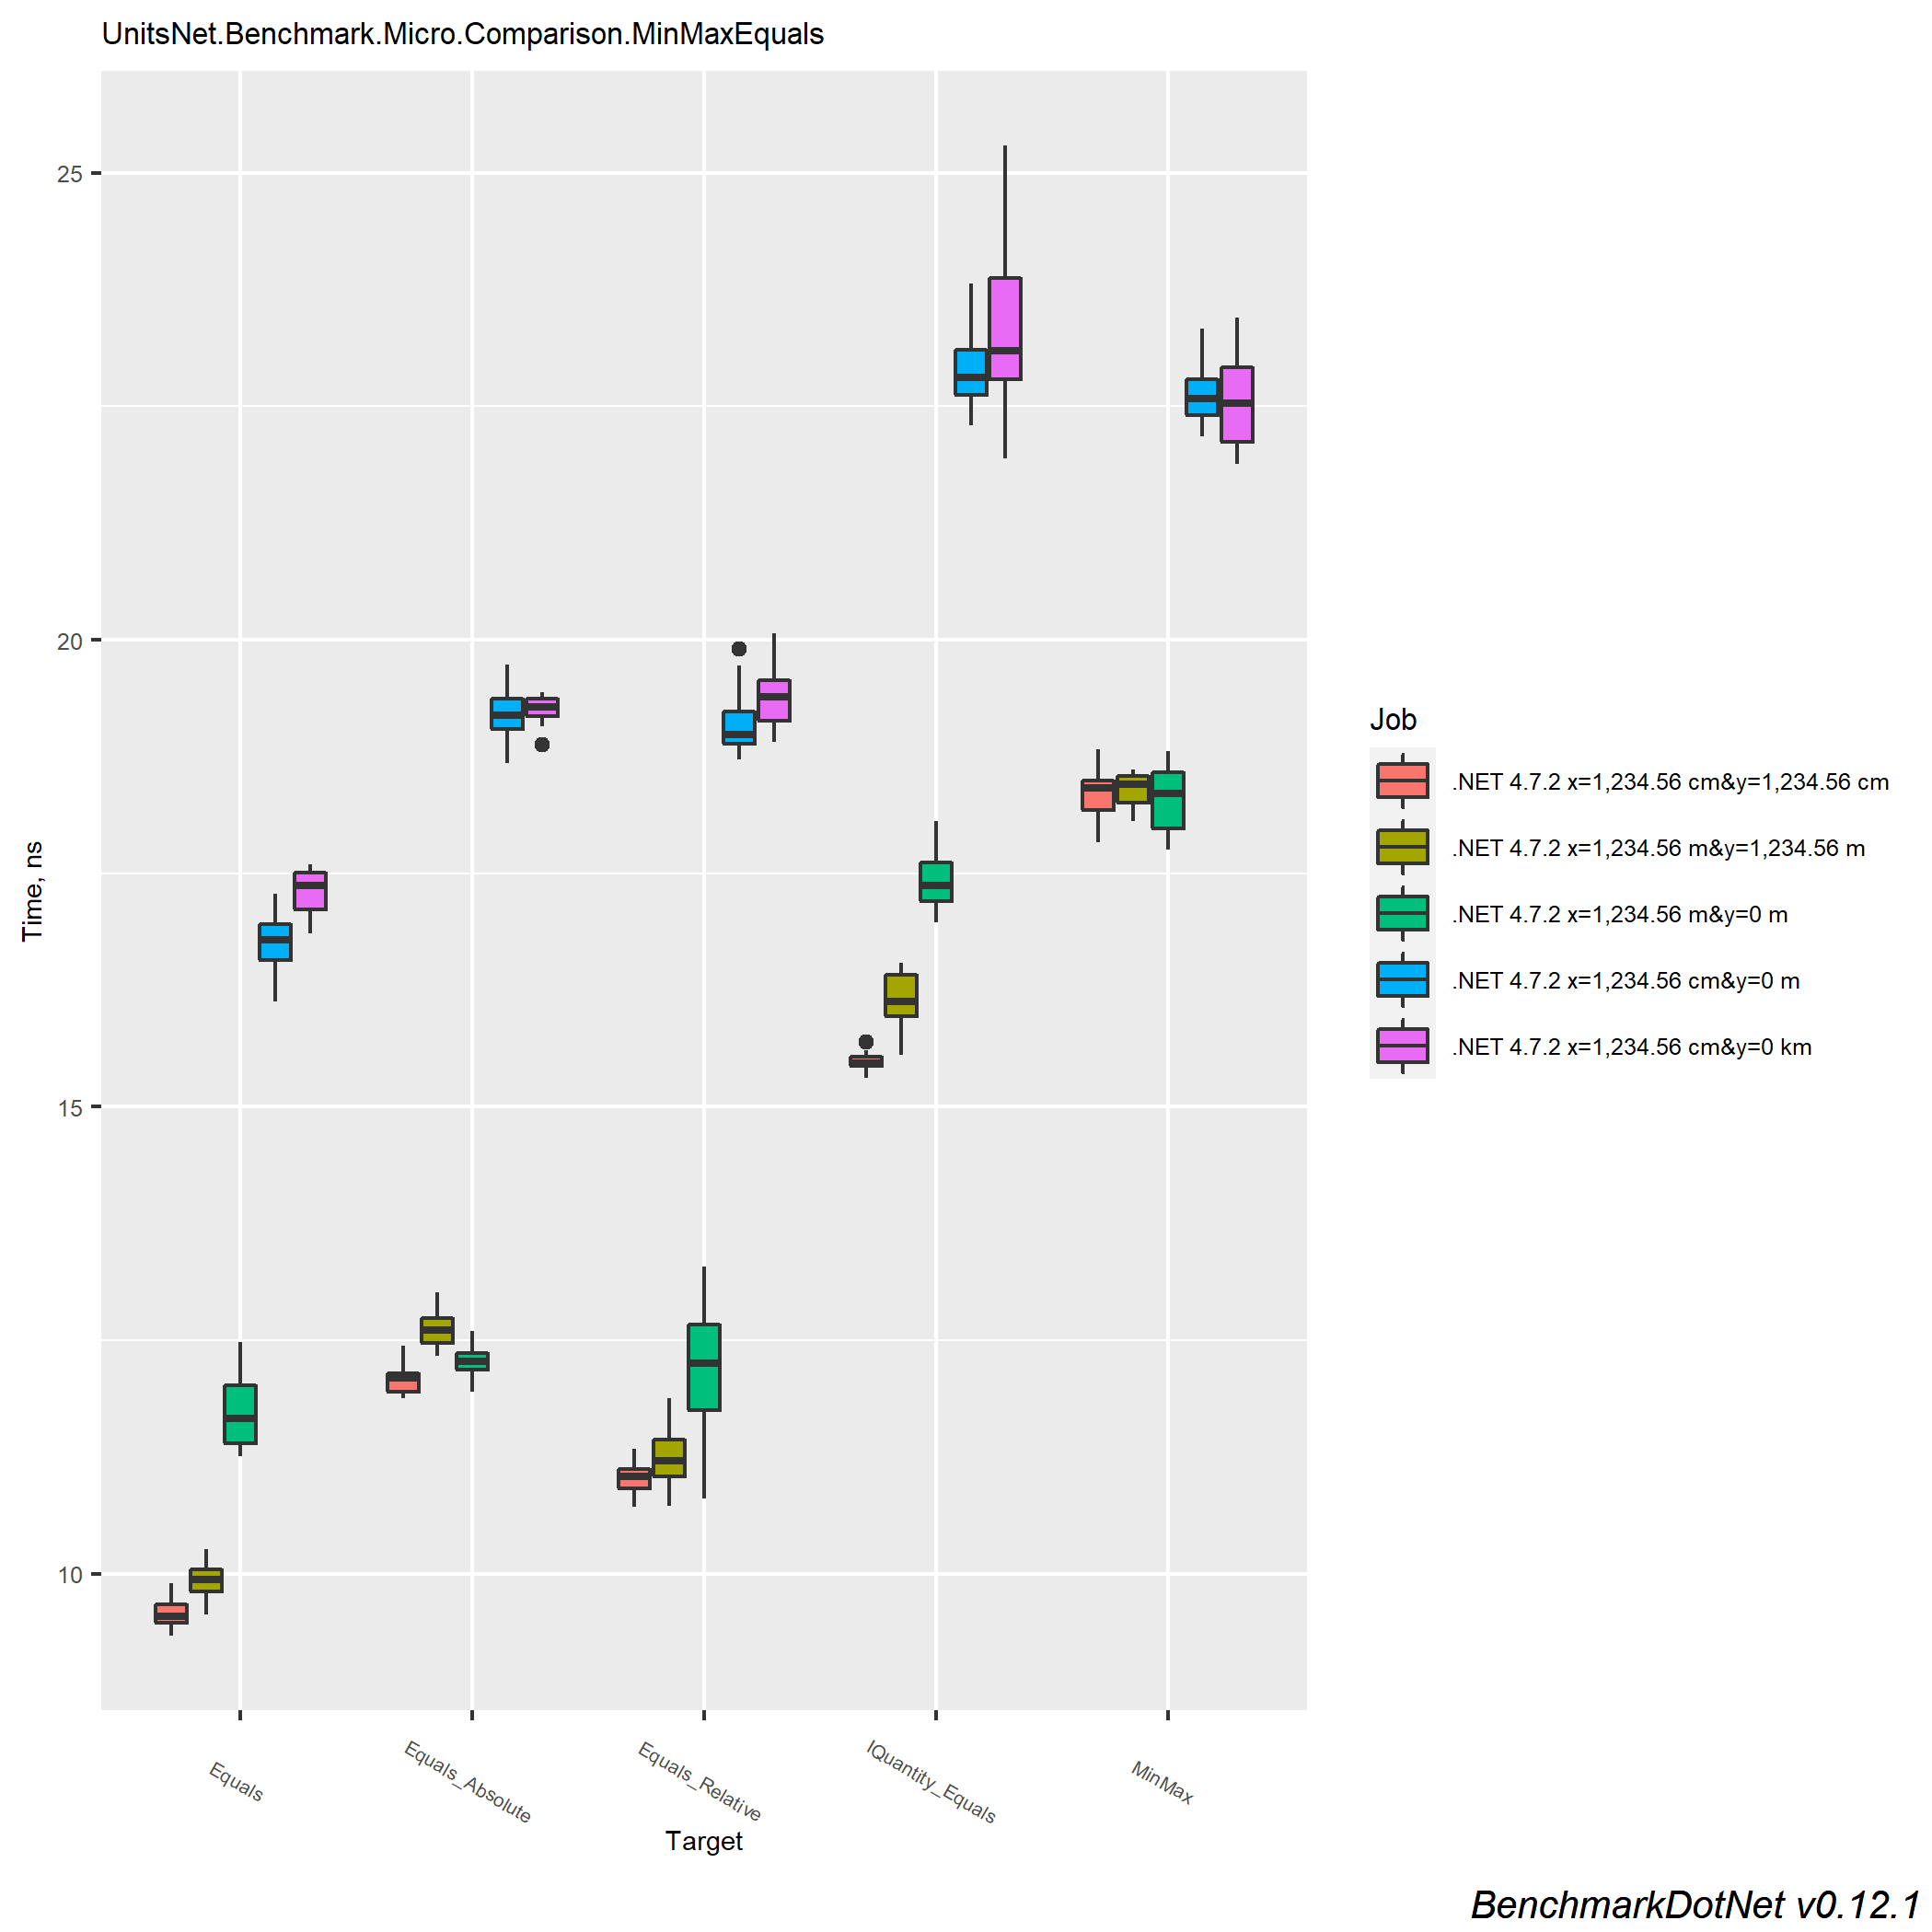 UnitsNet.Benchmark.Micro.Comparison.MinMaxEquals
25
20
15
10
Time, ns
Equals
Equals_Absolute
Equals_Relative
IQuantity_Equals
MinMax
Target
Job
.NET 4.7.2 x=1,234.56 cm&y=1,234.56 cm
.NET 4.7.2 x=1,234.56 m&y=1,234.56 m
.NET 4.7.2 x=1,234.56 m&y=0 m
.NET 4.7.2 x=1,234.56 cm&y=0 m
.NET 4.7.2 x=1,234.56 cm&y=0 km
BenchmarkDotNet v0.12.1